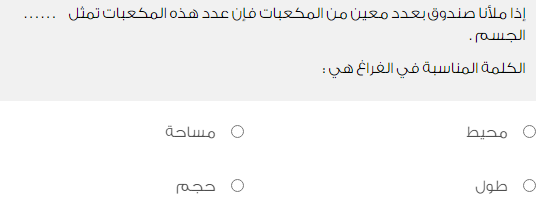 إذا ملأنا صندوق بعدد معين من المكعبات فإن عدد هذه المكعبات تمثل ......
الجسم .
الكلمة المناسبة في الفراغ هي :
محيط
مساحة
طول
حجم